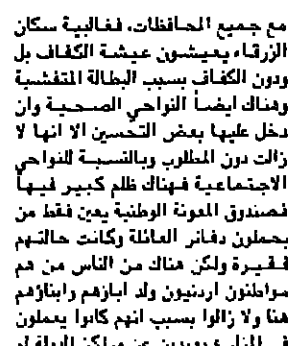 مع جميع المحافظات، فغالبية سكان
الزرقاء يعيشون عيشة الكفاف بل
ودون الكفاف بسبب البطالة المتفشية
وهناك ايضاً النواحي الصحية وان
دخل عليها بعض التحسين الا انها لا
زالت دون المطلوب وبالنسبة للنواحي
الاجتماعية فهناك ظلم كبير فيها
فصندوق المعونة الوطنية يعين فقط من
يحملون دفاتر العائلة وكانت حالتهم
فقيرة ولكن هناك من الناس من هم
مواطنون اردنيون ولد اباؤهم وابناؤهم
هنا ولا زالوا بسبب انهم كانوا يعملون